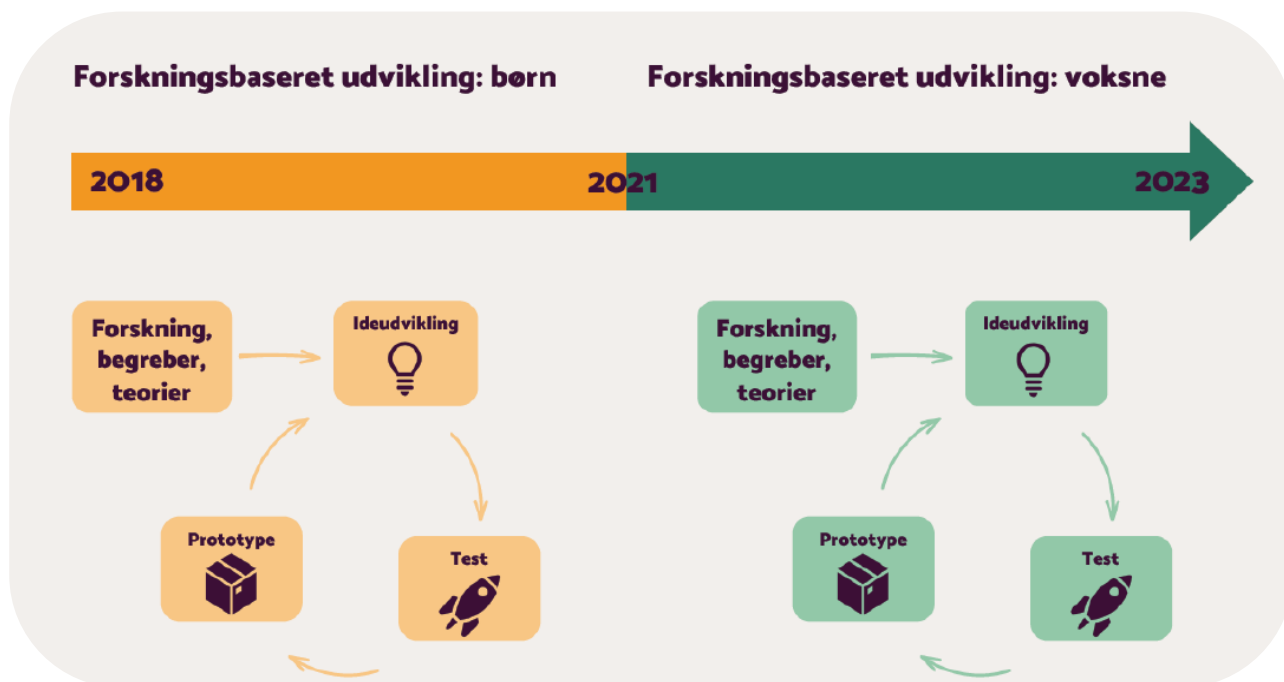 Forskningsbaseret udvikling: børn
Forskningsbaseret udvikling: voksne
2018
2021
2023
Forskning,
begreber,
teorier
Ideudvikling
Prototype
Test
Forskning,
begreber,
teorier
Ideudvikling
Prototype
Test